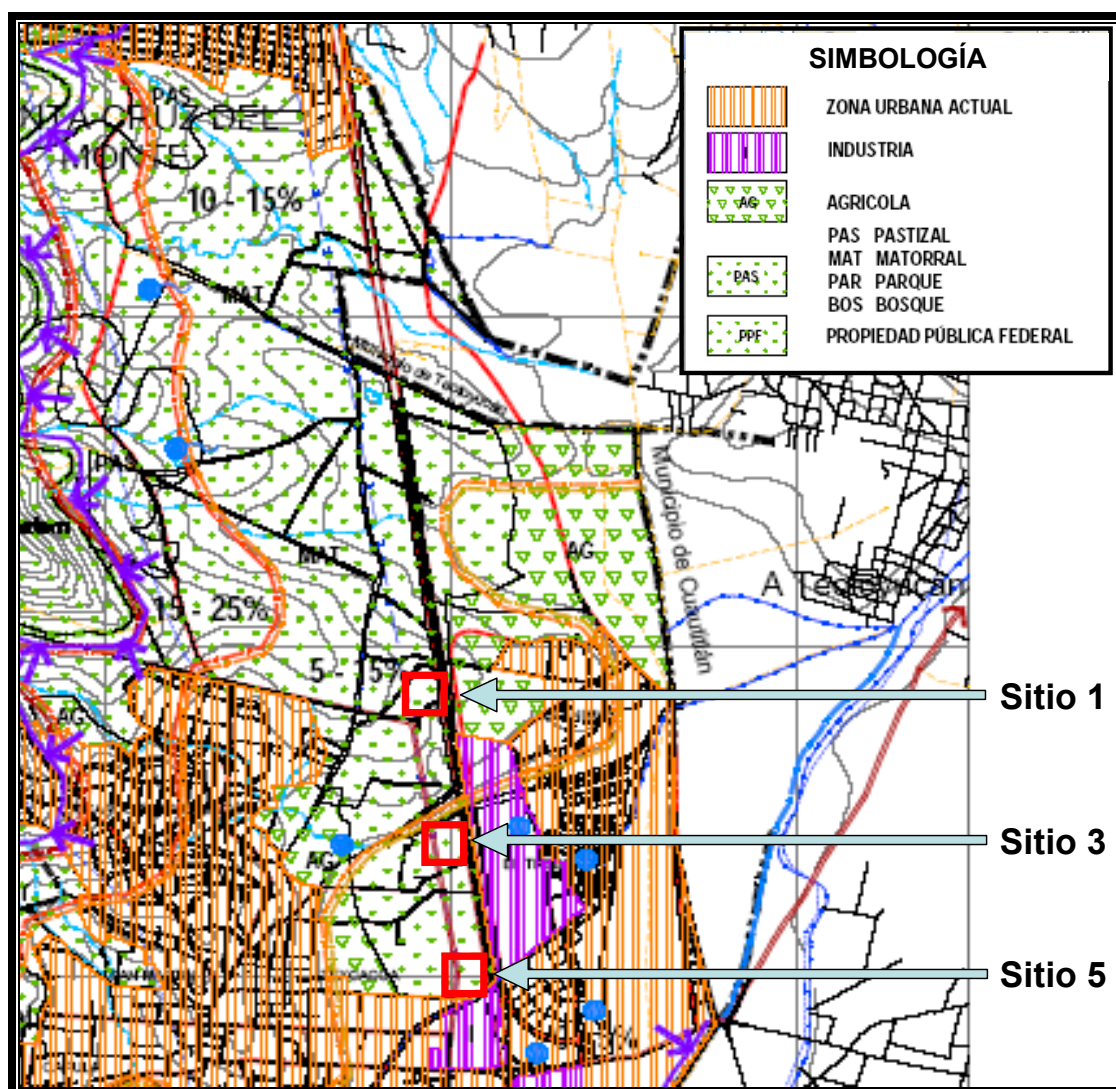 SIMBOLOGÍA
ZONA URBANA ACTUAL
I
INDUSTRIA
AG
AGRICOLA
PAS PASTIZAL
MAT MATORRAL
PAR PARQUE
BOS BOSQUE
PAS
PPF
PROPIEDAD PÚBLICA FEDERAL
PAS
MONTE
10 - 15%
MAT
Municipio de Cuautitlán
PAS
AG
MAT
15 - 25%
5 -
Sitio 1
AG
Sitio 3
AG
Sitio 5